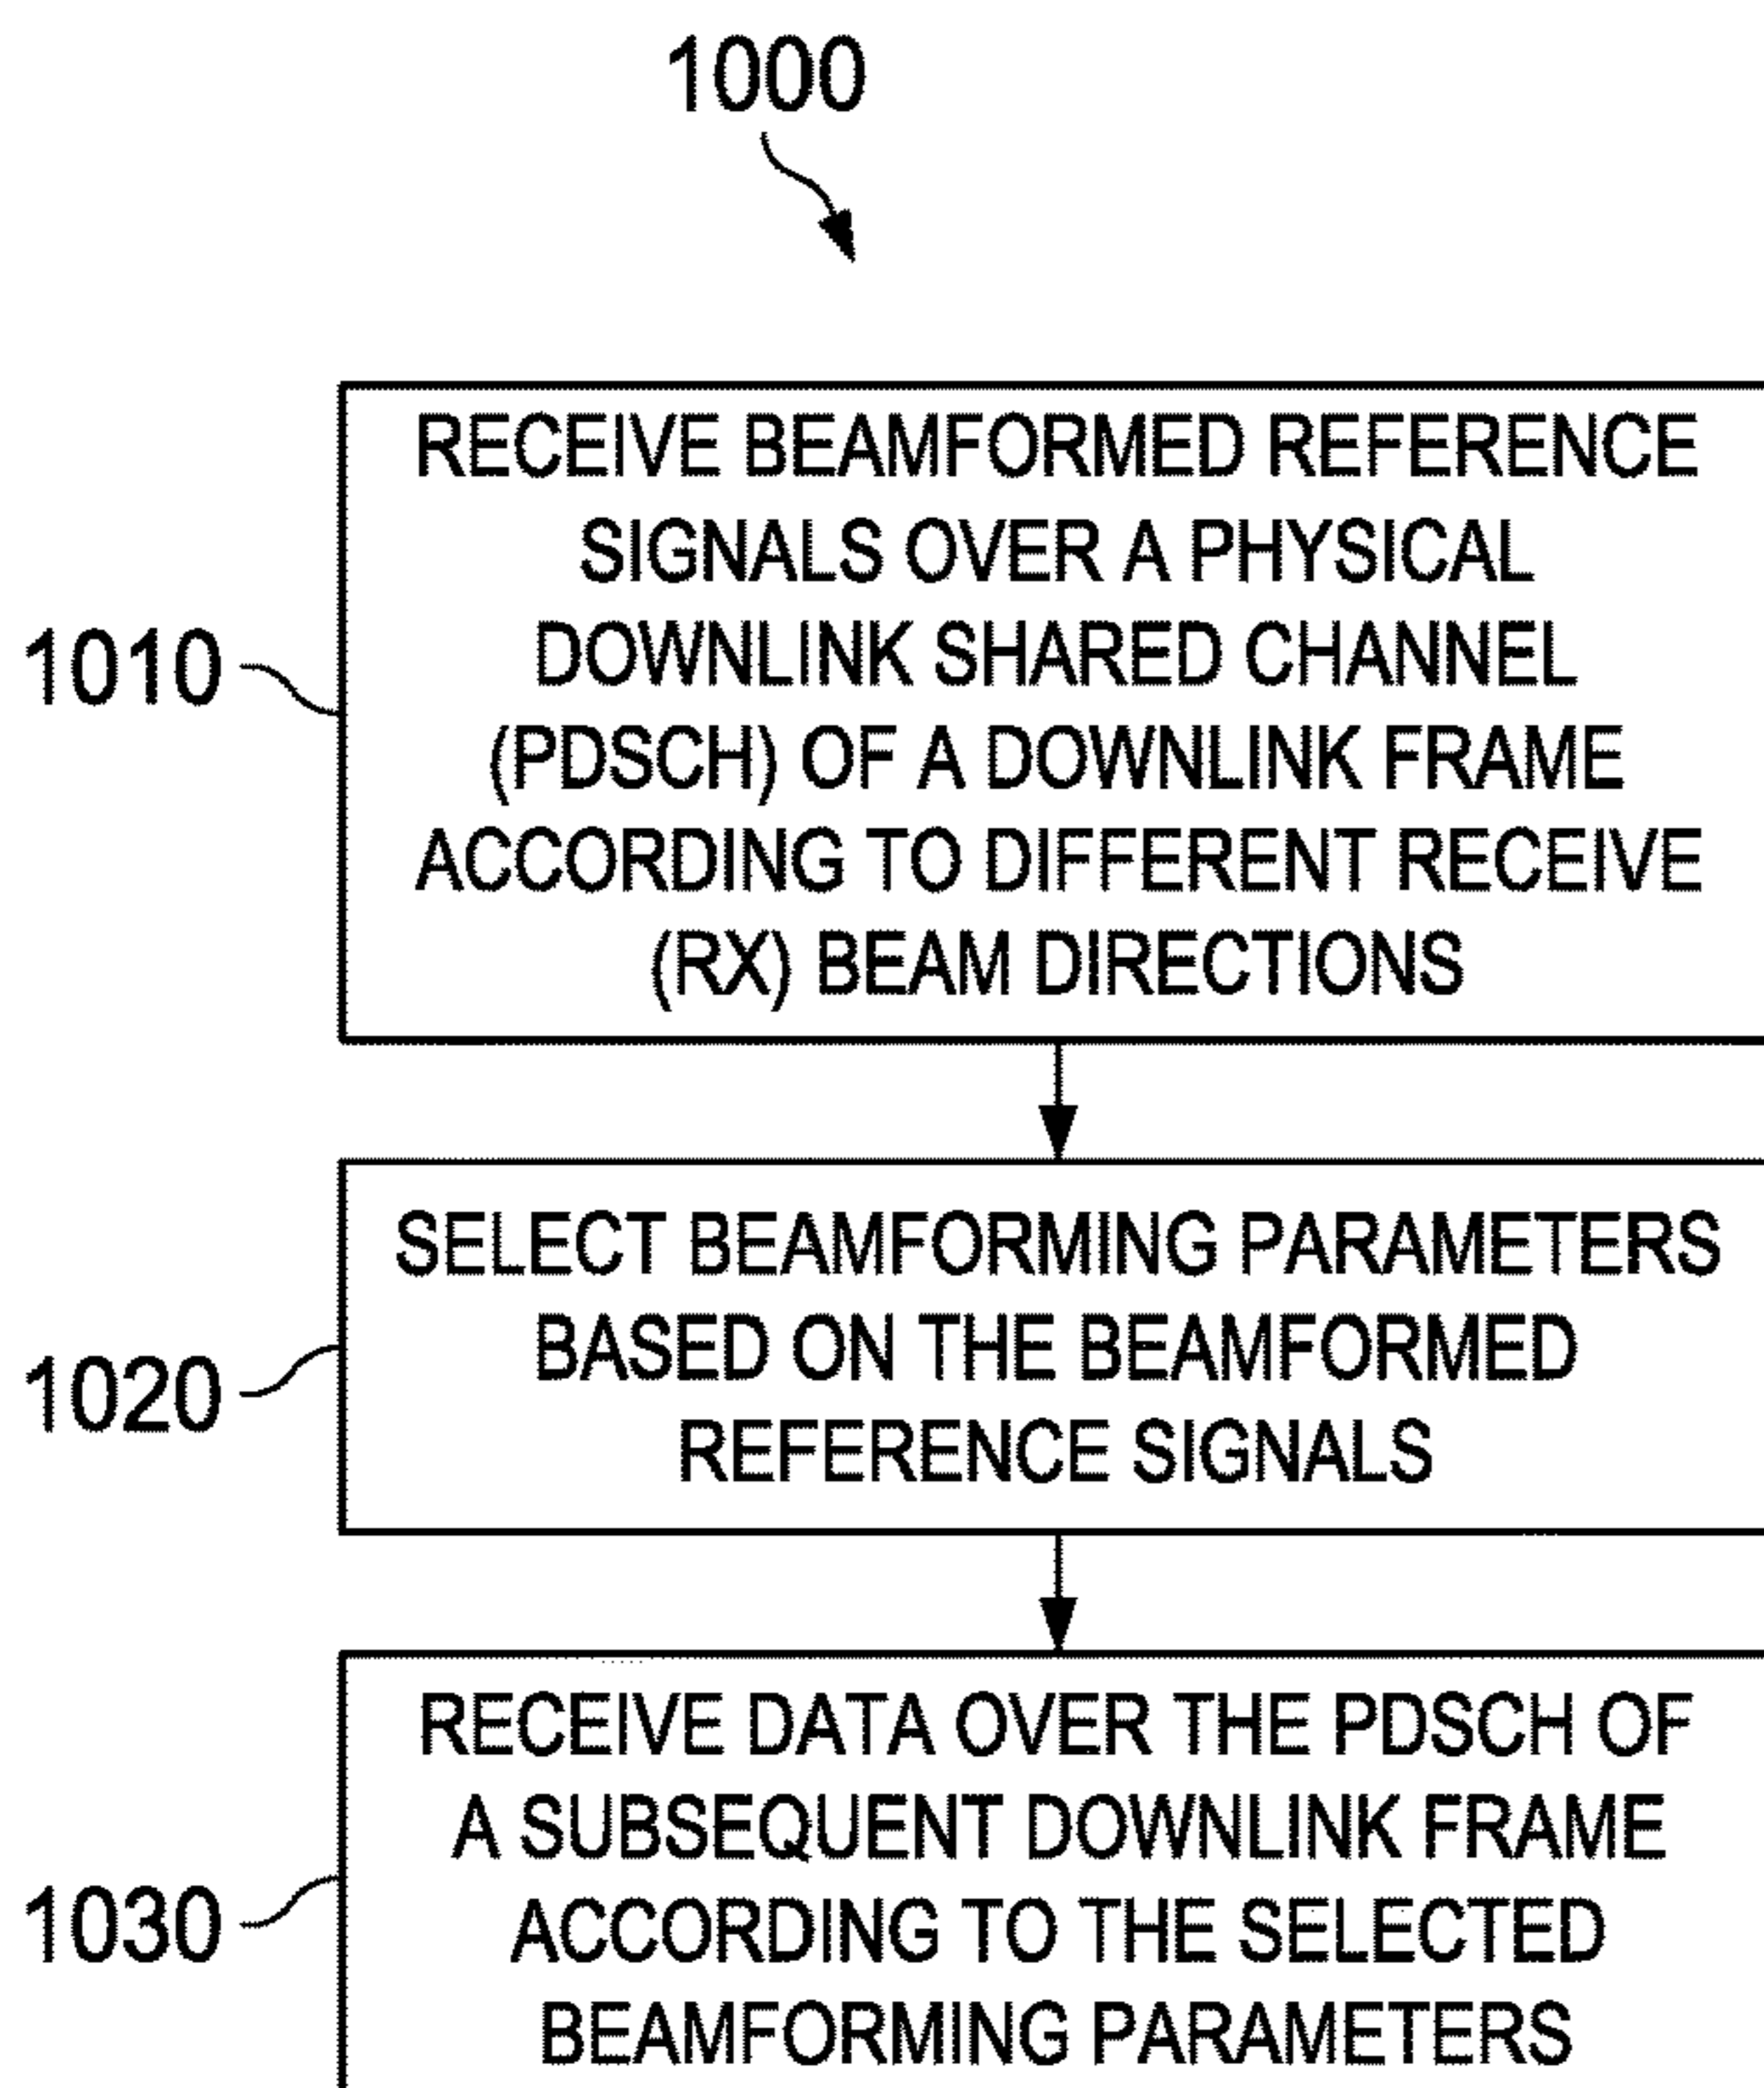 1000
1010
RECEIVE BEAMFORMED REFERENCE
SIGNALS OVER A PHYSICAL
DOWNLINK SHARED CHANNEL
(PDSCH) OF A DOWNLINK FRAME
ACCORDING TO DIFFERENT RECEIVE
(RX) BEAM DIRECTIONS
1020
SELECT BEAMFORMING PARAMETERS
BASED ON THE BEAMFORMED
REFERENCE SIGNALS
1030
RECEIVE DATA OVER THE PDSCH OF
A SUBSEQUENT DOWNLINK FRAME
ACCORDING TO THE SELECTED
BEAMFORMING PARAMETERS